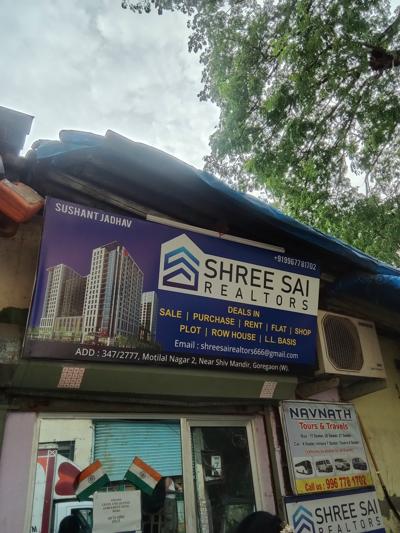 SUSHANT JADHAV
+919967781702
SHREE SAI
REALTORS
DEALS IN
SALE | PURCHASE | RENT | FLAT | SHOP
PLOT | ROW HOUSE | L.L. BASIS
Email : shreesairealtors666@gmail.com
ADD : 347/2777, Motilal Nagar 2, Near Shiv Mandir, Goregaon (W).
NAVNATH
Tours & Travels
Call us : 996 778 1702
SHREE SAI
REALTORS